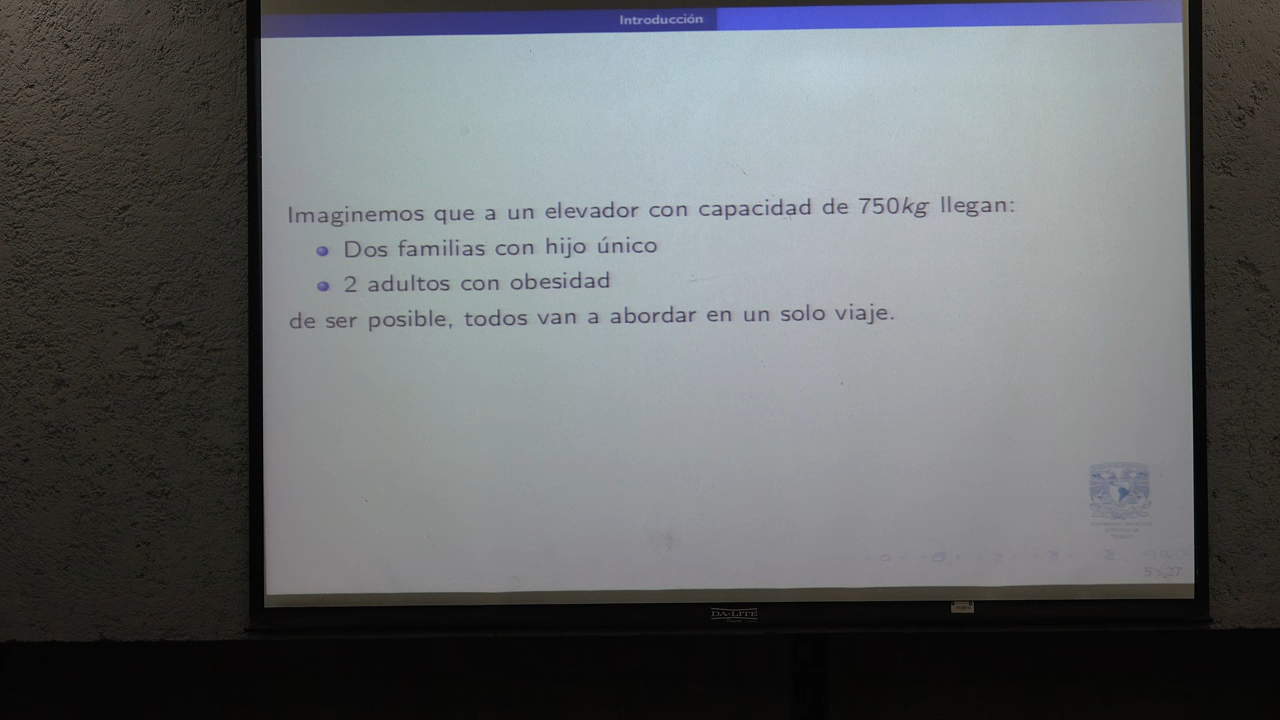 Introducción
Imaginemos que a un elevador con capacidad de 750kg llegan:
Dos familias con hijo único
2 adultos con obesidad
de ser posible, todos van a abordar en un solo viaje.
DA-LITE